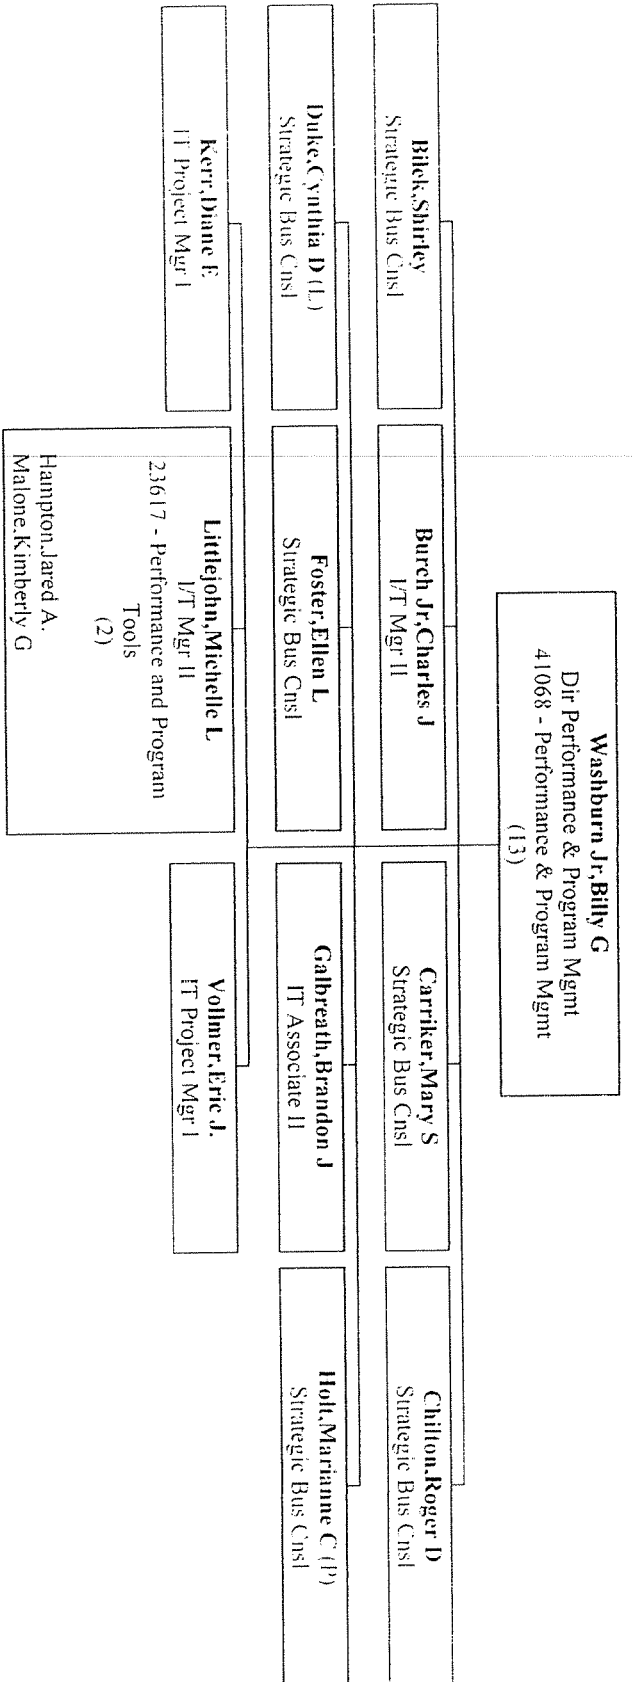 Washburn Jr,Billy G
Dir Performance & Program Mgmt
41068 - Performance & Program Mgmt
(13)
Bilek,Shirley
Strategic Bus Cnsl
Burch Jr,Charles J
I/T Mgr II
Carriker,Mary S
Strategic Bus Cnsl
Chilton,Roger D
Strategic Bus Cnsl
Duke,Cynthia D (L)
Strategic Bus Cnsl
Foster,Ellen L
Strategic Bus Cnsl
Galbreath,Brandon J
IT Associate II
Holt,Marianne C (P)
Strategic Bus Cnsl
Kerr,Diane E
IT Project Mgr I
Littlejohn,Michelle L
I/T Mgr II
23617 - Performance and Program
Tools
(2)
Hampton,Jared A.
Malone,Kimberly G
Vollmer,Eric J.
IT Project Mgr I